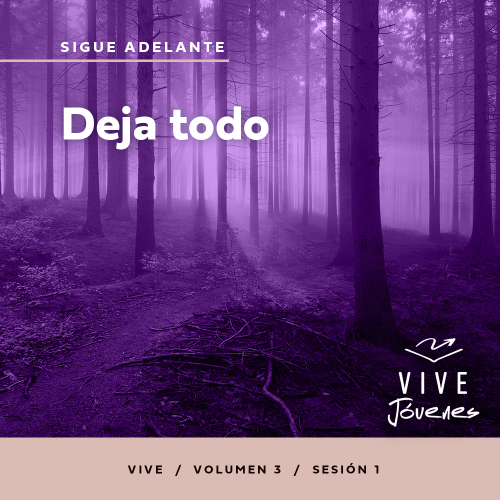 SIGUE ADELANTE
Deja todo
VIVE
Jóvenes
VIVE / VOLUMEN 3 / SESIÓN 1